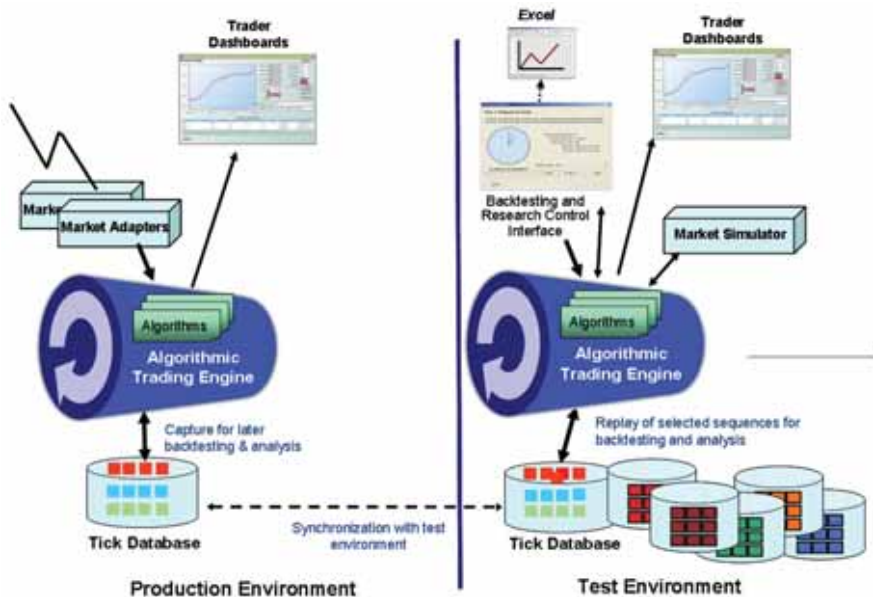 Trader
Dashboards
Market
Market Adapters
Algorithms
Algorithmic
Trading Engine
Capture for later
backtesting & analysis
Tick Database
Production Environment
Synchronization with test
environment
Excel
Trader
Dashboards
Backtesting and
Research Control
Interface
Market Simulator
Algorithms
Algorithmic
Trading Engine
Replay of selected sequences for
backtesting and analysis
Tick Database
Test Environment